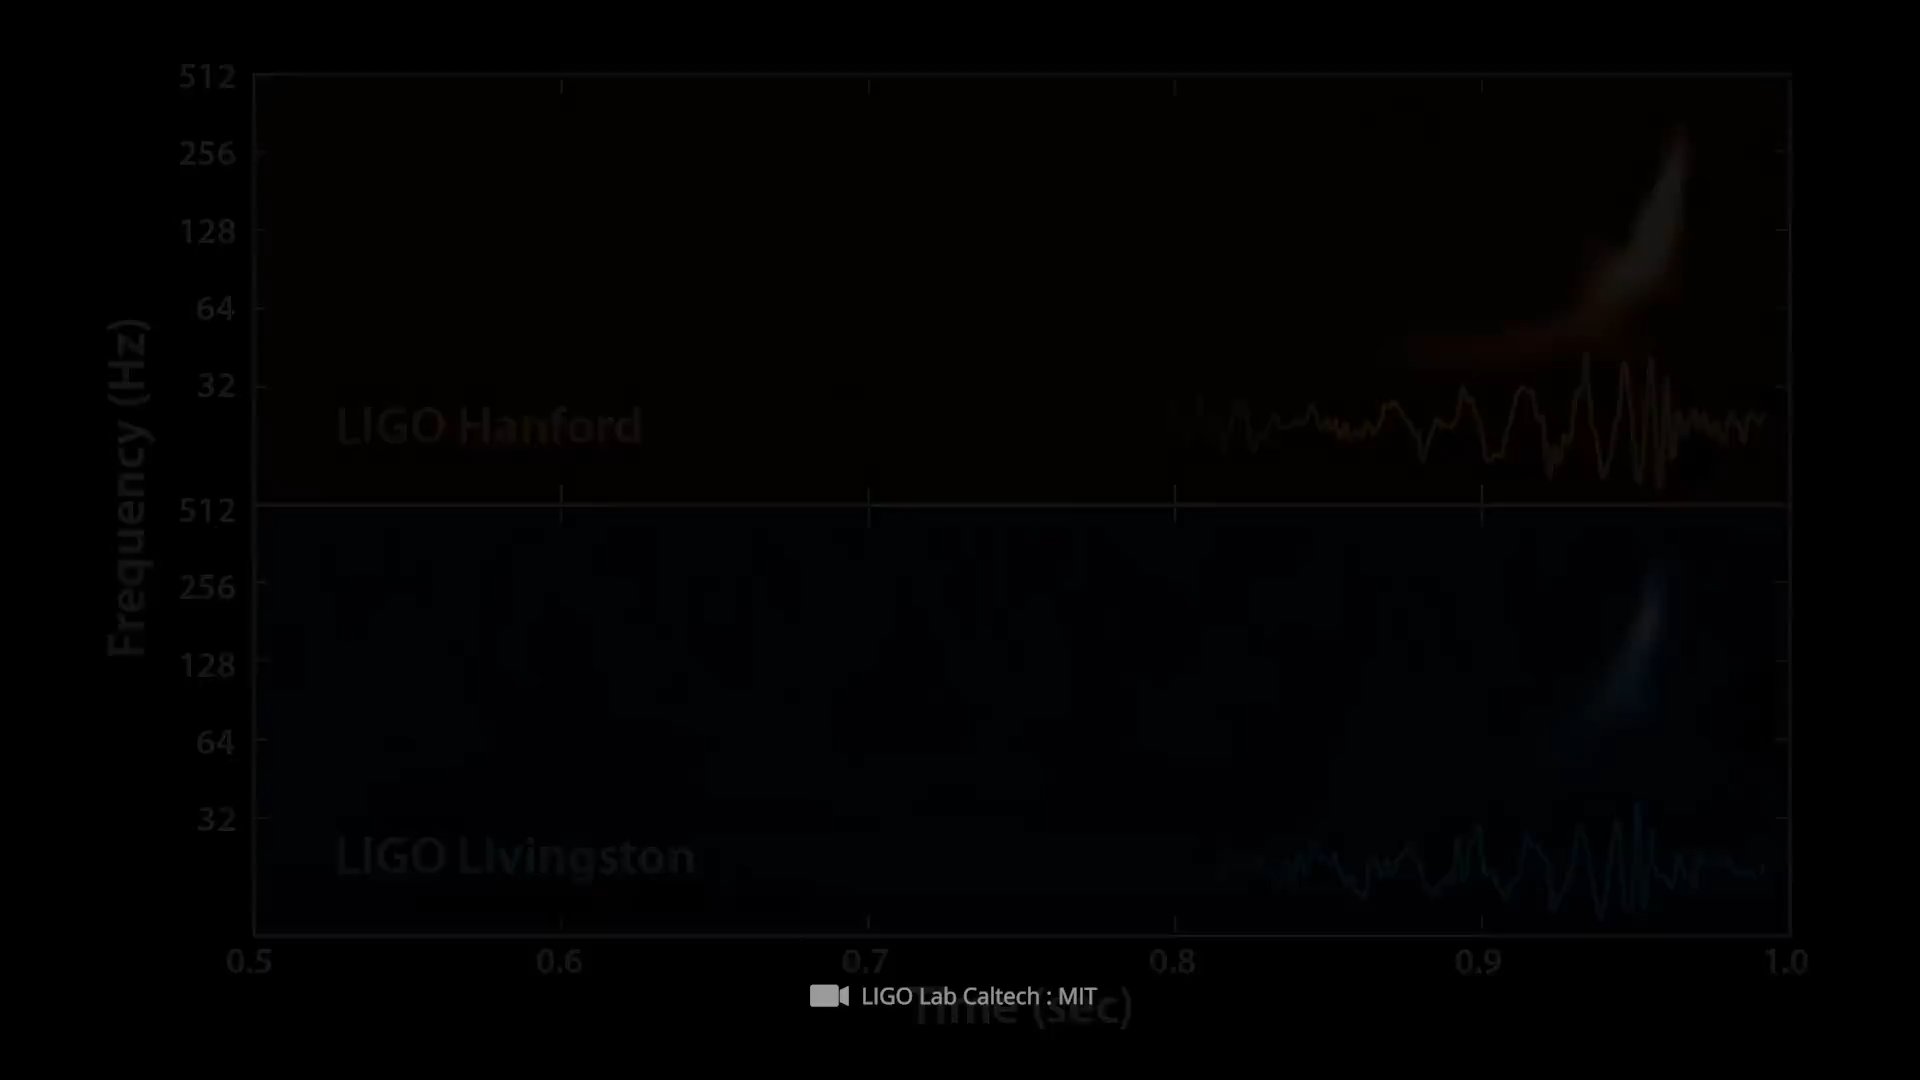 512
256
128
64
32
LIGO Hanford
Frequency (Hz)
512
256
128
64
32
LIGO Livingston
0.5 0.6 0.7 0.8 0.9 1.0
LIGO Lab Caltech : MIT
Time (sec)